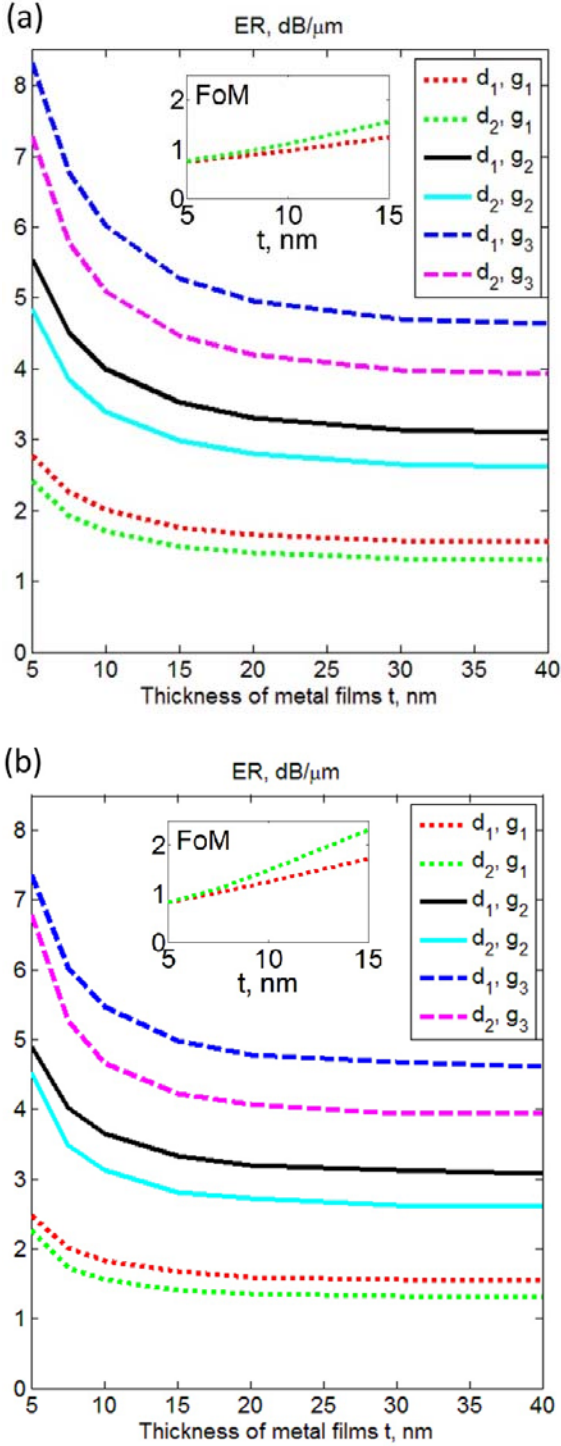 (a)
ER, dB/μm
8
7
6
5
4
3
2
1
0
FoM
2
1
0
5 10 15
t, nm
d₁, g₁
d₂, g₁
d₁, g₂
d₂, g₂
d₁, g₃
d₂, g₃
5 10 15 20 25 30 35 40
Thickness of metal films t, nm
(b)
ER, dB/μm
8
7
6
5
4
3
2
1
0
FoM
2
1
0
5 10 15
t, nm
d₁, g₁
d₂, g₁
d₁, g₂
d₂, g₂
d₁, g₃
d₂, g₃
5 10 15 20 25 30 35 40
Thickness of metal films t, nm